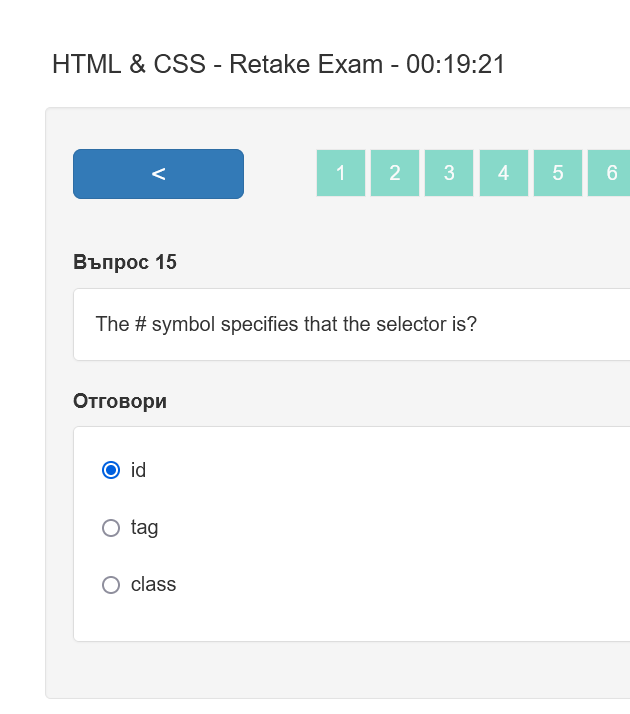 HTML & CSS - Retake Exam - 00:19:21
< 1 2 3 4 5 6
Въпрос 15
The # symbol specifies that the selector is?
Отговори
id
tag
class